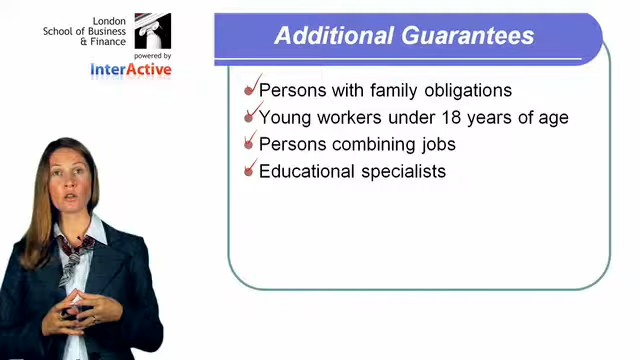 London
School of Business
& Finance
powered by
InterActive
Additional Guarantees
Persons with family obligations
Young workers under 18 years of age
Persons combining jobs
Educational specialists